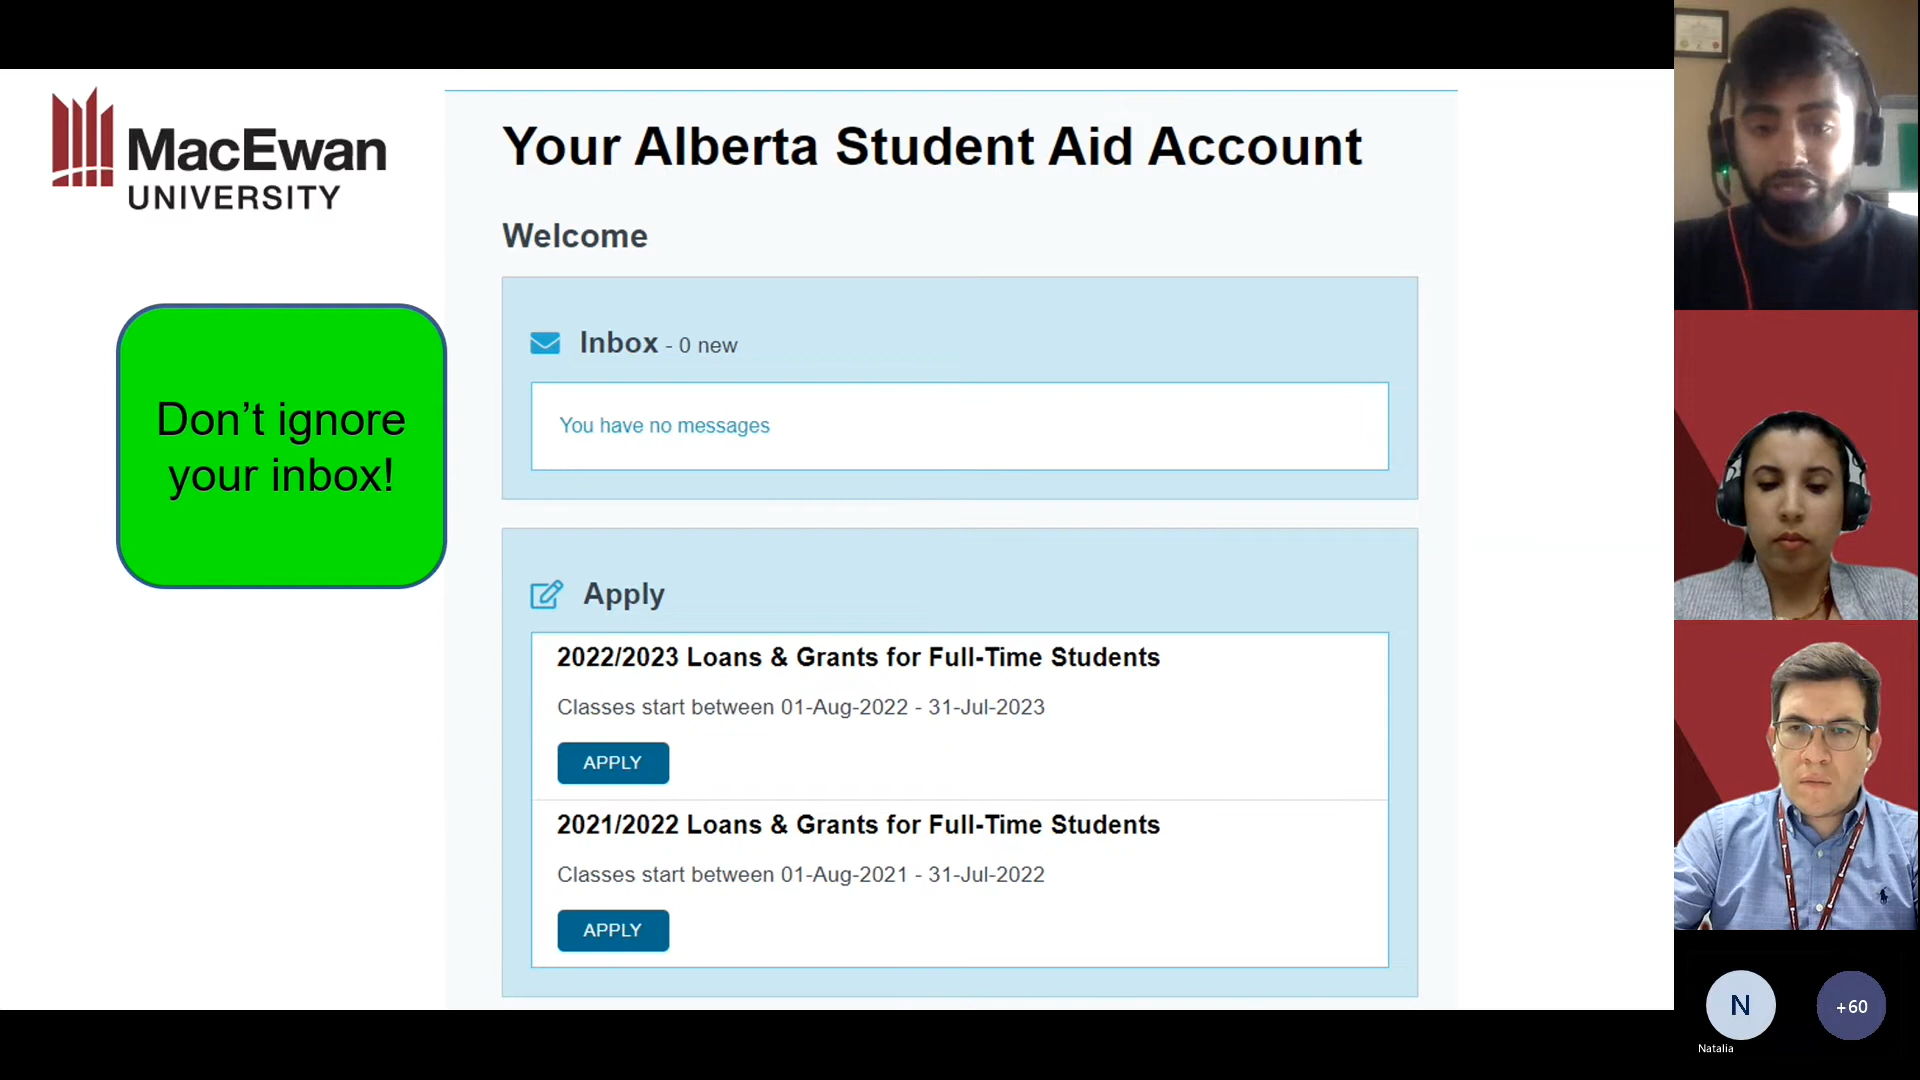 MacEwan
UNIVERSITY
Your Alberta Student Aid Account
Welcome
Don’t ignore
your inbox!
Inbox - 0 new
You have no messages
Apply
2022/2023 Loans & Grants for Full-Time Students
Classes start between 01-Aug-2022 - 31-Jul-2023
APPLY
2021/2022 Loans & Grants for Full-Time Students
Classes start between 01-Aug-2021 - 31-Jul-2022
APPLY
N
+60
Natalia